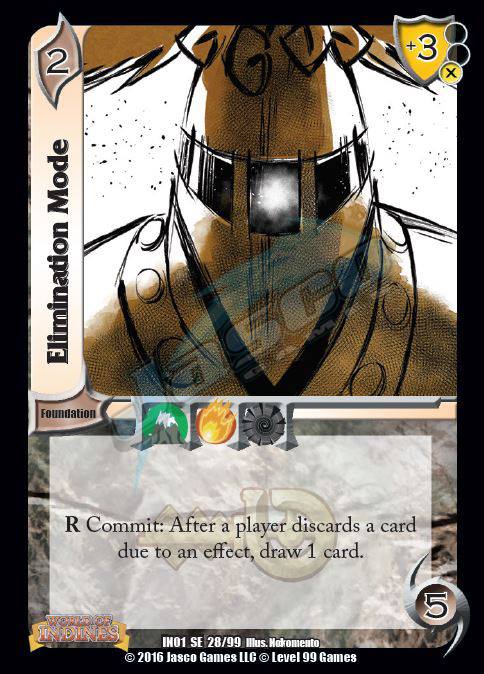 2
+3
X
Elimination Mode
Foundation
R Commit: After a player discards a card
due to an effect, draw 1 card.
5
WORLD OF
INDINES
IN01 SE 28/99 Illus. Nokomento
© 2016 Jasco Games LLC © Level 99 Games